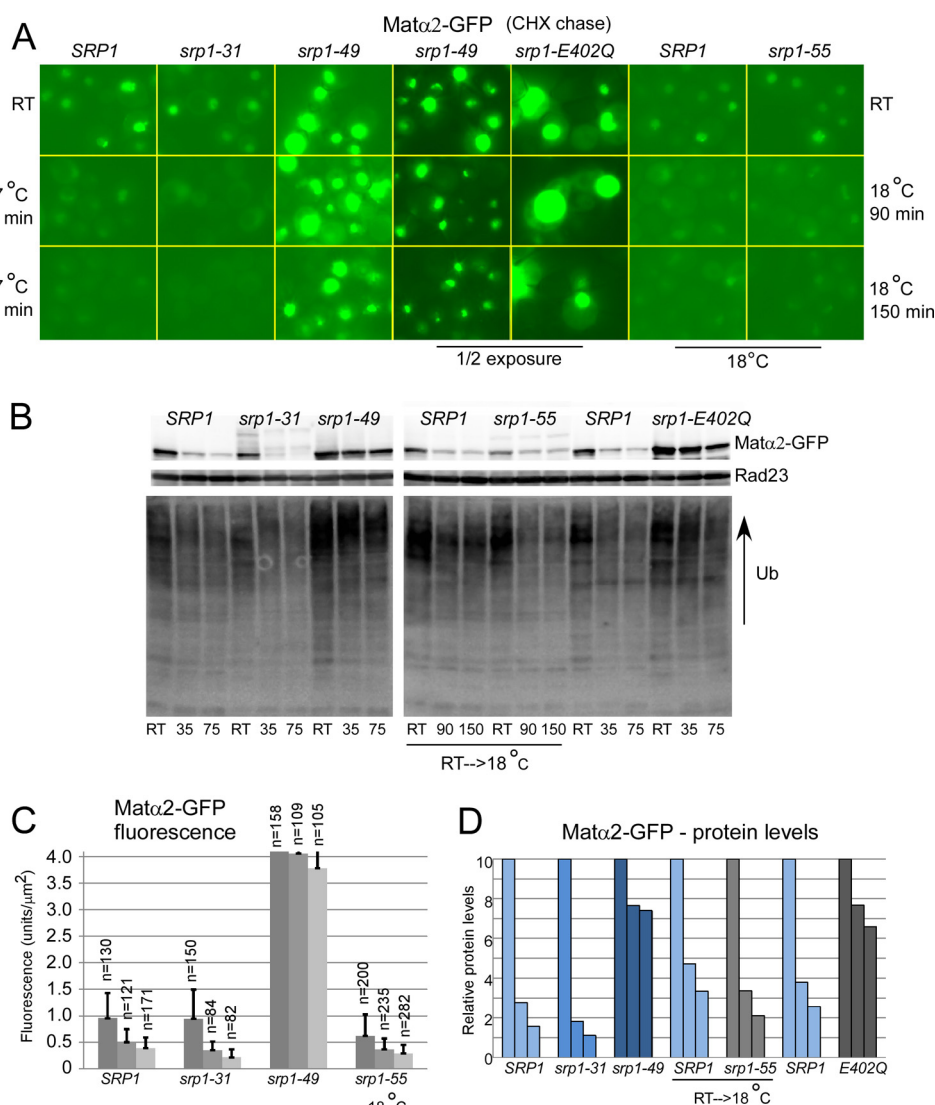 A
Matα2-GFP (CHX chase)
SRP1 srp1-31 srp1-49 srp1-49 srp1-E402Q SRP1 srp1-55
RT RT
°C
min
18 °C
90 min
°C
min
18 °C
150 min
1/2 exposure 18°C
B
SRP1 srp1-31 srp1-49 SRP1 srp1-55 SRP1 srp1-E402Q
Matα2-GFP
Rad23
Ub
RT 35 75 RT 35 75 RT 35 75 RT 90 150 RT 90 150 RT 35 75 RT 35 75
RT-->18 °C
C
Matα2-GFP
fluorescence
Fluorescence (units/μm²)
4.0
3.5
3.0
2.5
2.0
1.5
1.0
0.5
0
n=130 n=121 n=171 n=150 n=84 n=82 n=158 n=109 n=105 n=200 n=235 n=282
SRP1 srp1-31 srp1-49 srp1-55
D
Matα2-GFP - protein levels
Relative protein levels
10
8
6
4
2
0
SRP1 srp1-31 srp1-49 SRP1 srp1-55 SRP1 E402Q
RT-->18 °C